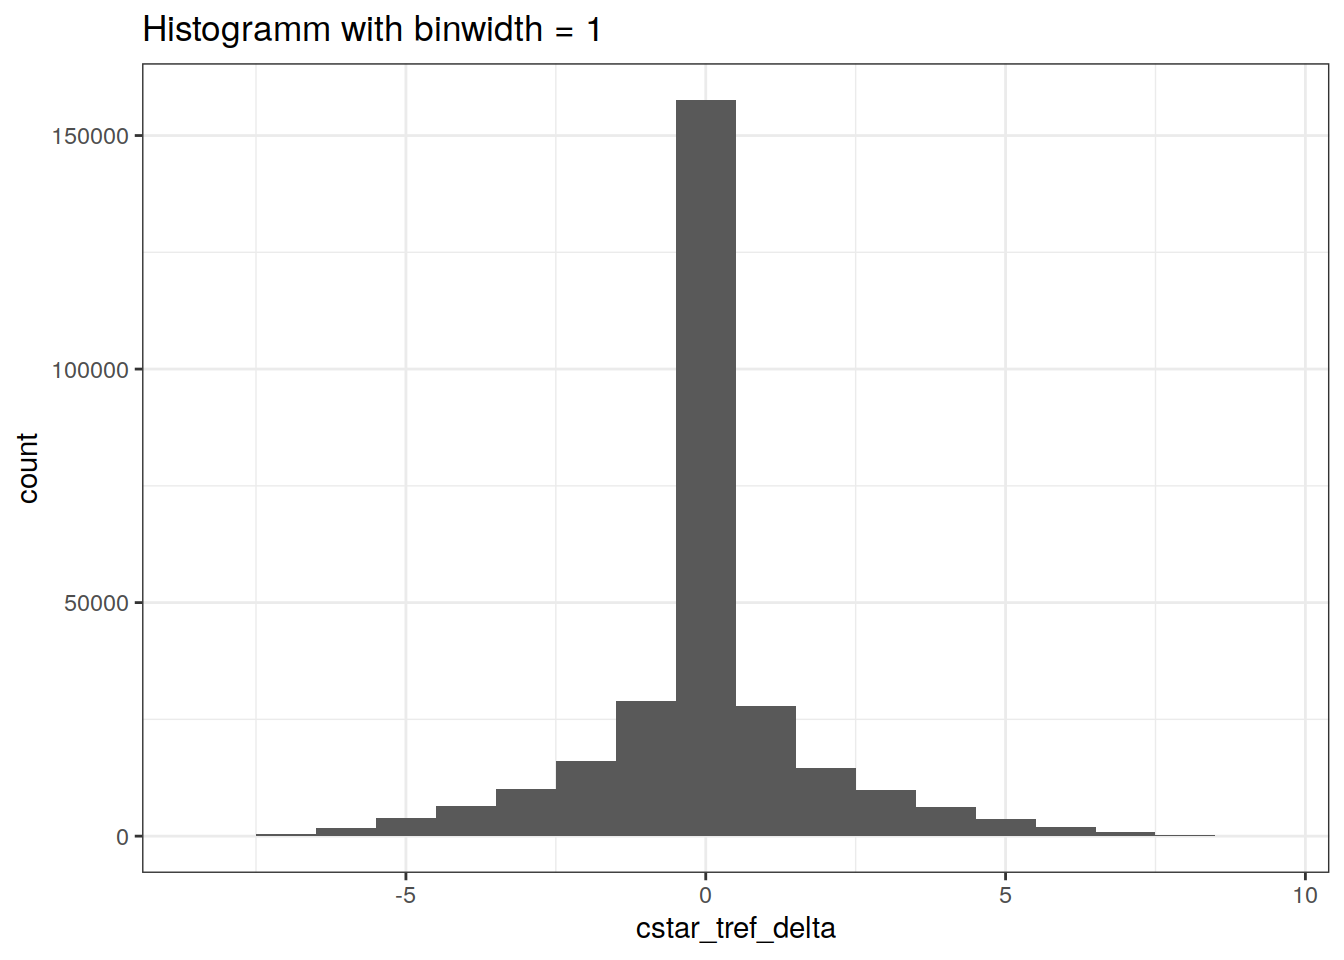 Histogramm with binwidth = 1
150000
100000
50000
0
count
-5 0 5 10
cstar_tref_delta